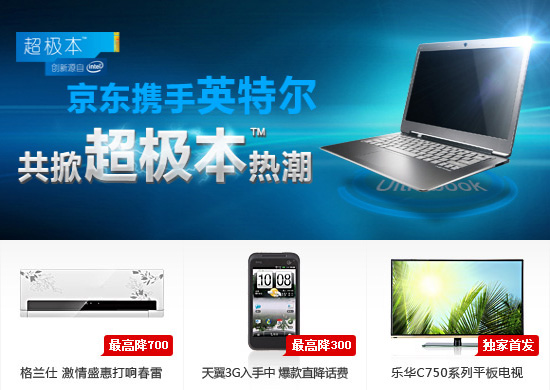 超极本™
创新源自 intel
京东携手英特尔
共掀超极本™热潮
Ultrabook
最高降700
最高降300
独家首发
格兰仕 激情盛惠打响春雷
天翼3G入手中 爆款直降话费
乐华C750系列平板电视